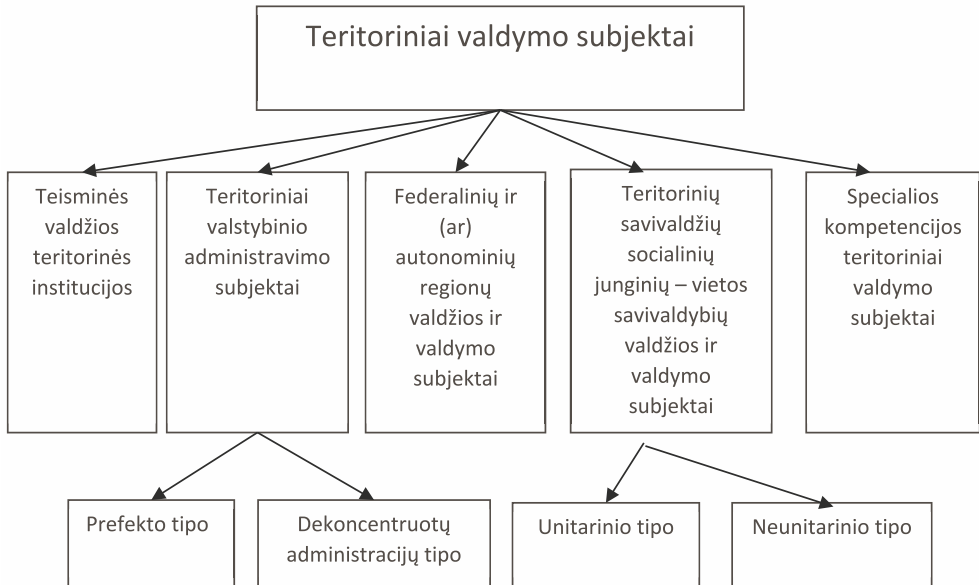 Teritoriniai valdymo subjektai
Teisminės
valdžios
teritorinės
institucijos
Teritoriniai
valstybinio
administravimo
subjektai
Federalinių ir
(ar)
autonominių
regionų
valdžios ir
valdymo
subjektai
Teritorinių
savivaldžių
socialinių
junginių – vietos
savivaldybių
valdžios ir
valdymo
subjektai
Specialios
kompetencijos
teritoriniai
valdymo
subjektai
Prefekto tipo
Dekoncentruotų
administracijų tipo
Unitarinio tipo
Neunitarinio tipo